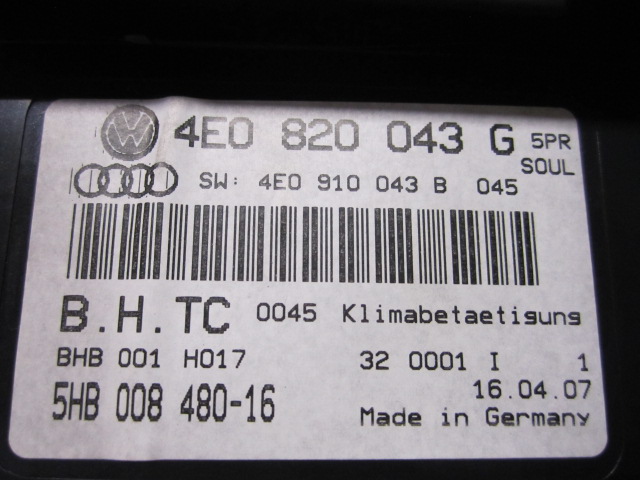 4E0 820 043 G 5PR
SOUL
SW: 4E0 910 043 B 045
B.H.TC 0045 Klimabetaetigung
BHB 001 H017 32 0001 I 1
16.04.07
5HB 008 480-16
Made in Germany